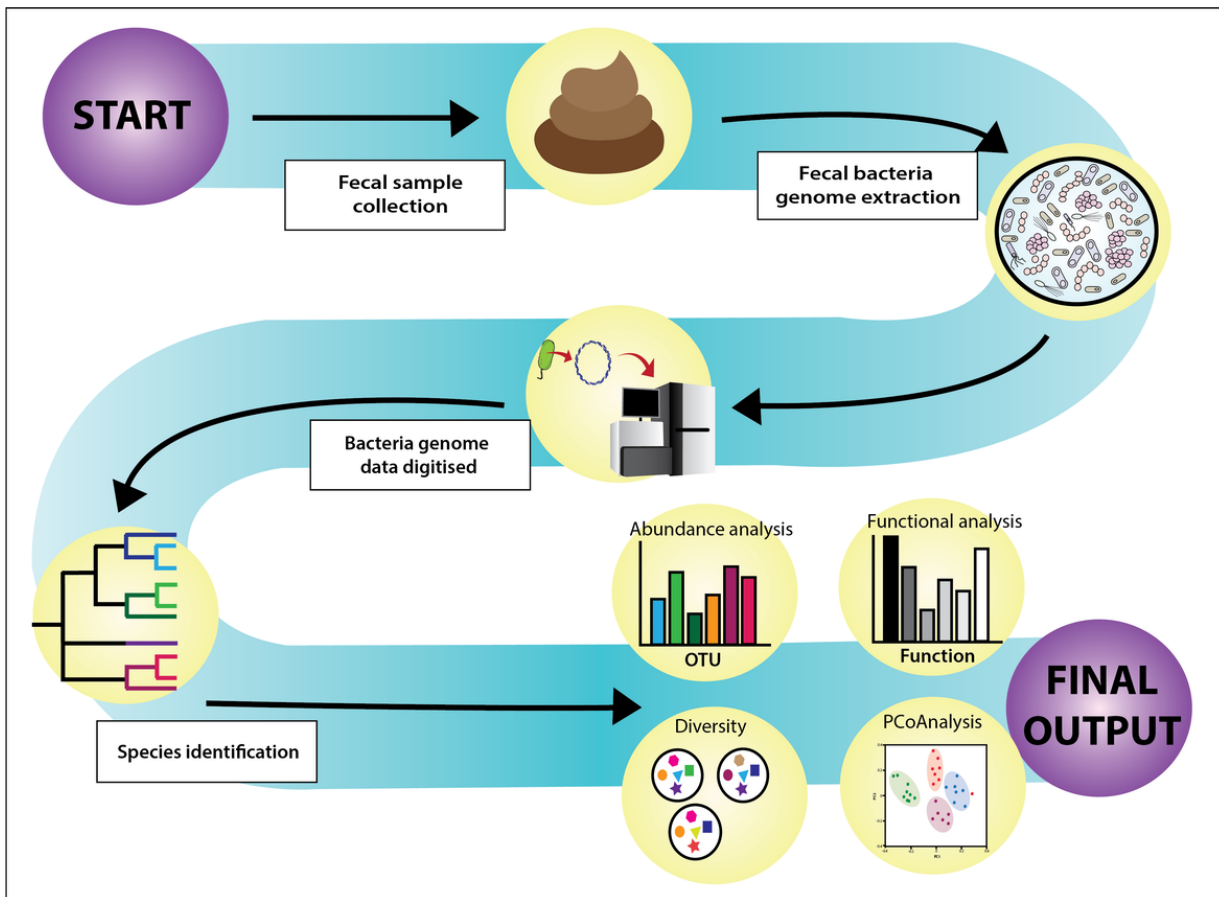 START
Fecal sample
collection
Fecal bacteria
genome extraction
Bacteria genome
data digitised
Species identification
Abundance analysis
OTU
Functional analysis
Function
Diversity
PCoAnalysis
FINAL
OUTPUT